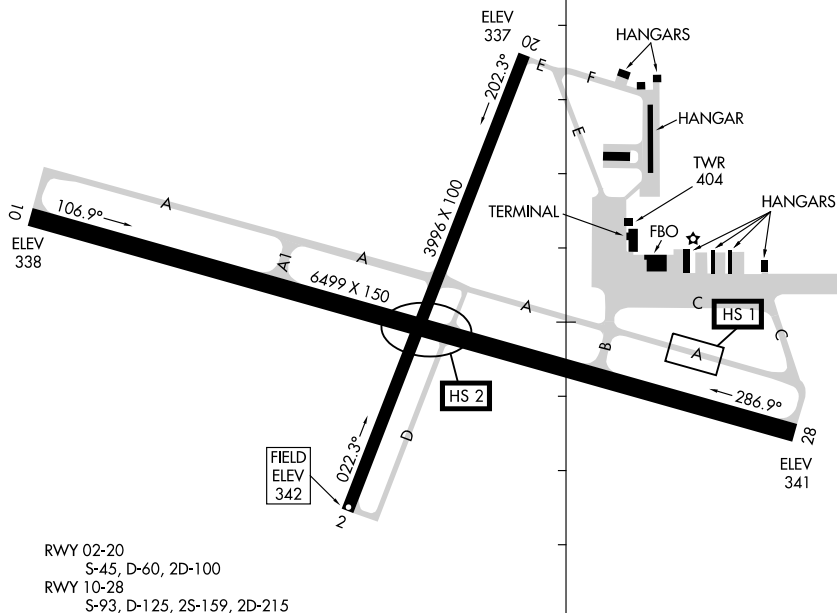 ELEV
337
20
HANGARS
E
F
202.3°
HANGAR
E
TWR
404
A
10
106.9°
3996 X 100
TERMINAL
FBO
HANGARS
ELEV
338
A1
A
6499 X 150
A
C
HS 1
B
A
C
HS 2
286.9°
28
D
022.3°
ELEV
341
FIELD
ELEV
342
2
RWY 02-20
S-45, D-60, 2D-100
RWY 10-28
S-93, D-125, 2S-159, 2D-215